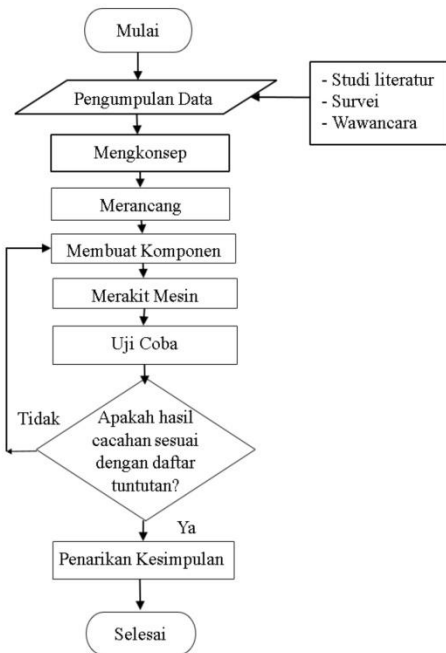 Mulai
Pengumpulan Data
- Studi literatur
- Survei
- Wawancara
Mengkonsep
Merancang
Membuat Komponen
Merakit Mesin
Uji Coba
Tidak
Apakah hasil
cacahan sesuai
dengan daftar
tuntutan?
Ya
Penarikan Kesimpulan
Selesai